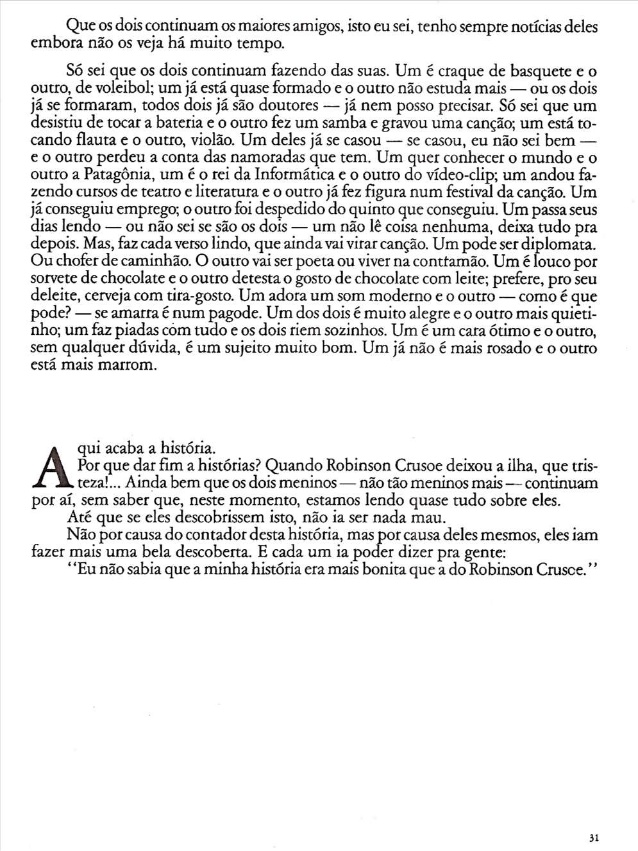 Que os dois continuam os maiores amigos, isto eu sei, tenho sempre notícias deles
embora não os veja há muito tempo.
Só sei que os dois continuam fazendo das suas. Um é craque de basquete e o
outro, de voleibol; um já está quase formado e o outro não estuda mais — ou os dois
já se formaram, todos dois já são doutores — já nem posso precisar. Só sei que um
desistiu de tocar a bateria e o outro fez um samba e gravou uma canção; um está to-
cando flauta e o outro, violão. Um deles já se casou — se casou, eu não sei bem —
e o outro perdeu a conta das namoradas que tem. Um quer conhecer o mundo e o
outro a Patagônia, um é o rei da Informática e o outro do vídeo-clip; um andou fa-
zendo cursos de teatro e literatura e o outro já fez figura num festival da canção. Um
já conseguiu emprego; o outro foi despedido do quinto que conseguiu. Um passa seus
dias lendo — ou não sei se são os dois — um não lê coisa nenhuma, deixa tudo pra
depois. Mas, faz cada verso lindo, que ainda vai virar canção. Um pode ser diplomata.
Ou chofer de caminhão. O outro vai ser poeta ou viver na contramão. Um é louco por
sorvete de chocolate e o outro detesta o gosto de chocolate com leite; prefere, pro seu
deleite, cerveja com tira-gosto. Um adora um som moderno e o outro — como é que
pode? — se amarra é num pagode. Um dos dois é muito alegre e o outro mais quieti-
nho; um faz piadas com tudo e os dois riem sozinhos. Um é um cara ótimo e o outro,
sem qualquer dúvida, é um sujeito muito bom. Um já não é mais rosado e o outro
está mais marrom.
Aqui acaba a história.
Por que dar fim a histórias? Quando Robinson Crusoe deixou a ilha, que tris-
teza!... Ainda bem que os dois meninos — não tão meninos mais — continuam
por aí, sem saber que, neste momento, estamos lendo quase tudo sobre eles.
Até que se eles descobrissem isto, não ia ser nada mau.
Não por causa do contador desta história, mas por causa deles mesmos, eles iam
fazer mais uma bela descoberta. E cada um ia poder dizer pra gente:
"Eu não sabia que a minha história era mais bonita que a do Robinson Crusoe."
31